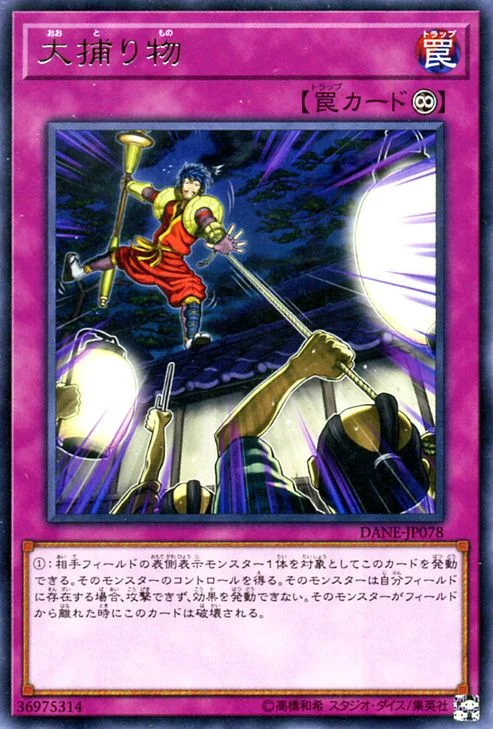 大捕り物
罠
【罠カード】
DANE-JP078
①：相手フィールドの表側表示モンスター１体を対象としてこのカードを発動
できる。そのモンスターのコントロールを得る。そのモンスターは自分フィールド
に存在する場合、攻撃できず、効果を発動できない。そのモンスターがフィールド
から離れた時にこのカードは破壊される。
36975314
©高橋和希 スタジオ・ダイス/集英社